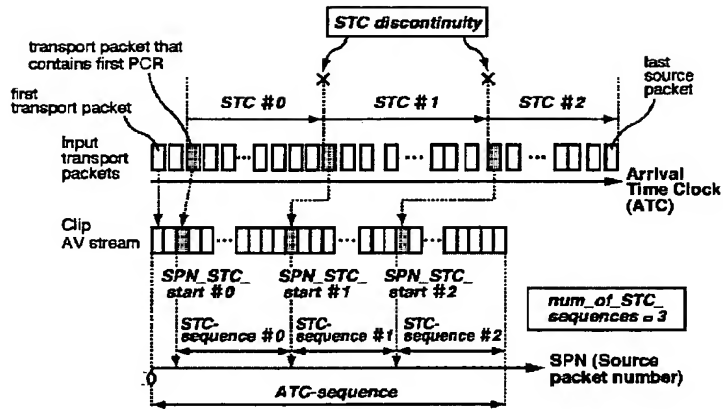 STC discontinuity
transport packet that
contains first PCR
first
transport packet
last
source
packet
STC #0
STC #1
STC #2
Input
transport
packets
Arrival
Time Clock
(ATC)
Clip
AV stream
SPN_STC_
start #0
SPN_STC_
start #1
SPN_STC_
start #2
num_of_STC_
sequences = 3
STC-
sequence #0
STC-
sequence #1
STC-
sequence #2
0
SPN (Source
packet number)
ATC-sequence